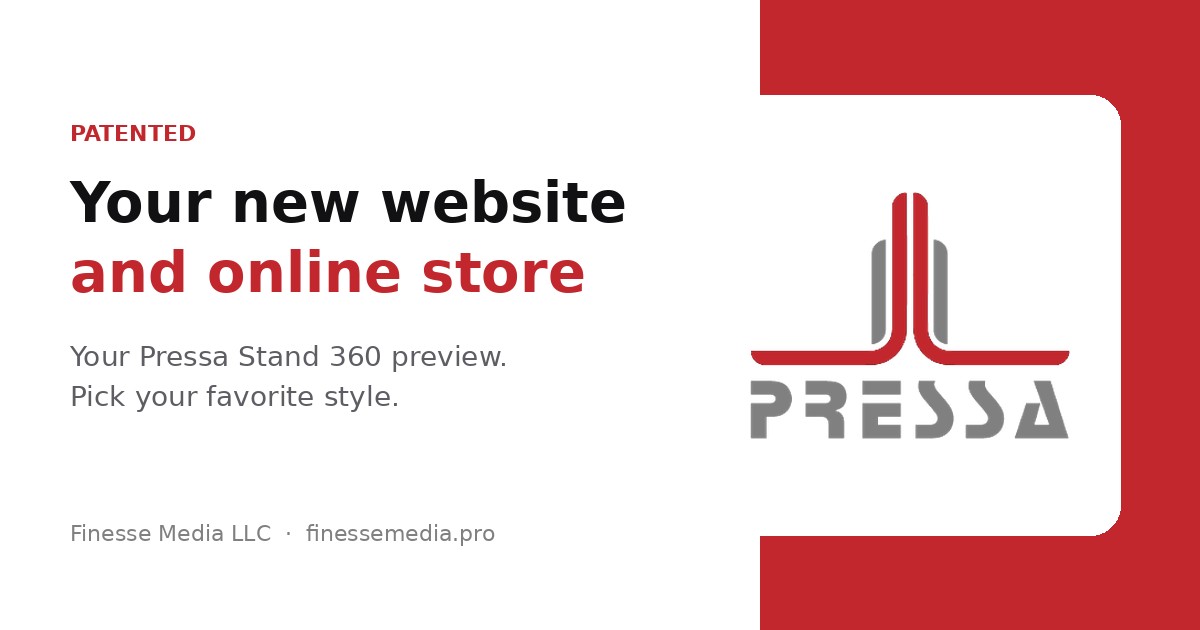 PATENTED
Your new website
and online store
Your Pressa Stand 360 preview.
Pick your favorite style.
Finesse Media LLC · finessemedia.pro
PRESSA